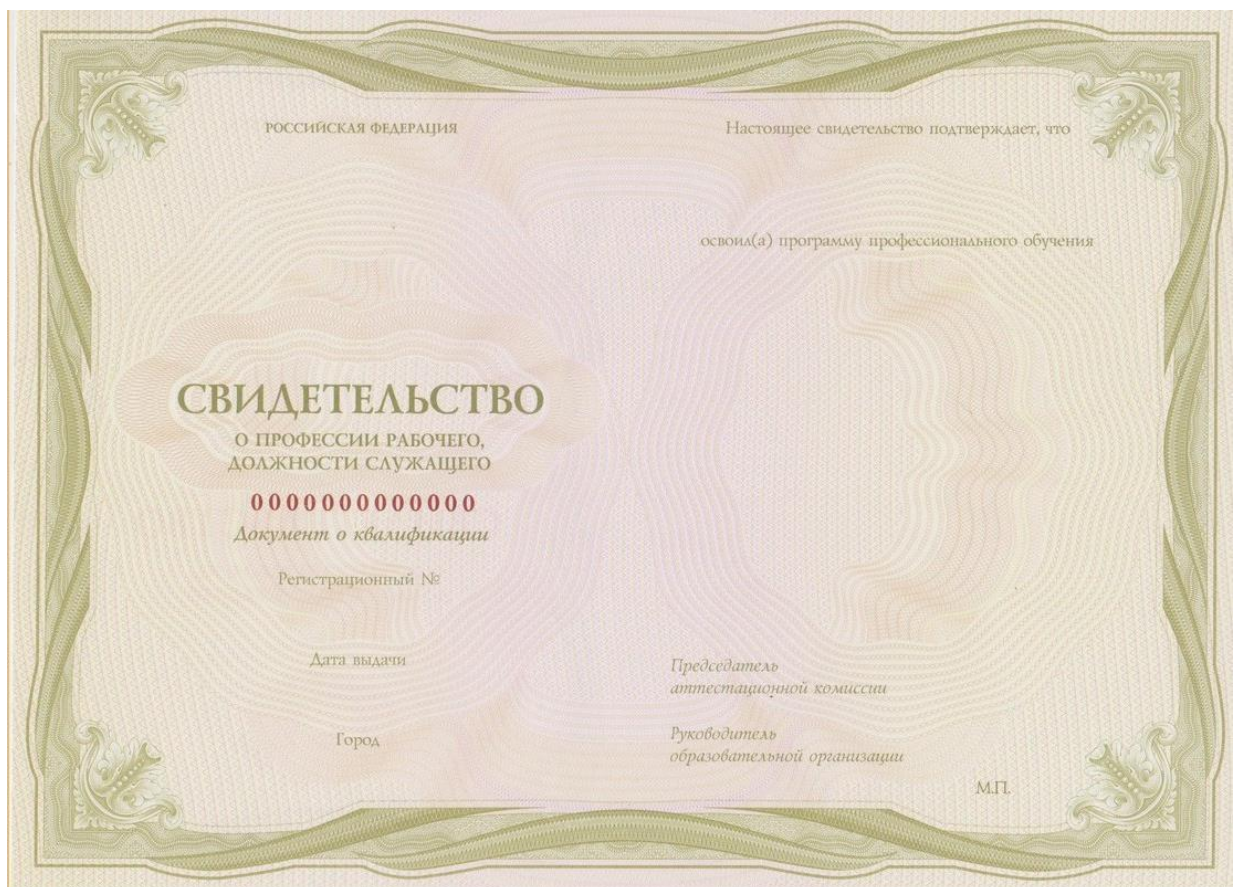 РОССИЙСКАЯ ФЕДЕРАЦИЯ
СВИДЕТЕЛЬСТВО
О ПРОФЕССИИ РАБОЧЕГО,
ДОЛЖНОСТИ СЛУЖАЩЕГО
0000000000000
Документ о квалификации
Регистрационный №
Дата выдачи
Город
Настоящее свидетельство подтверждает, что
освоил(а) программу профессионального обучения
Председатель
аттестационной комиссии
Руководитель
образовательной организации
М.П.